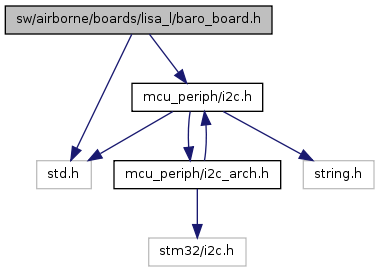 sw/airborne/boards/lisa_l/baro_board.h
mcu_periph/i2c.h
std.h
mcu_periph/i2c_arch.h
string.h
stm32/i2c.h